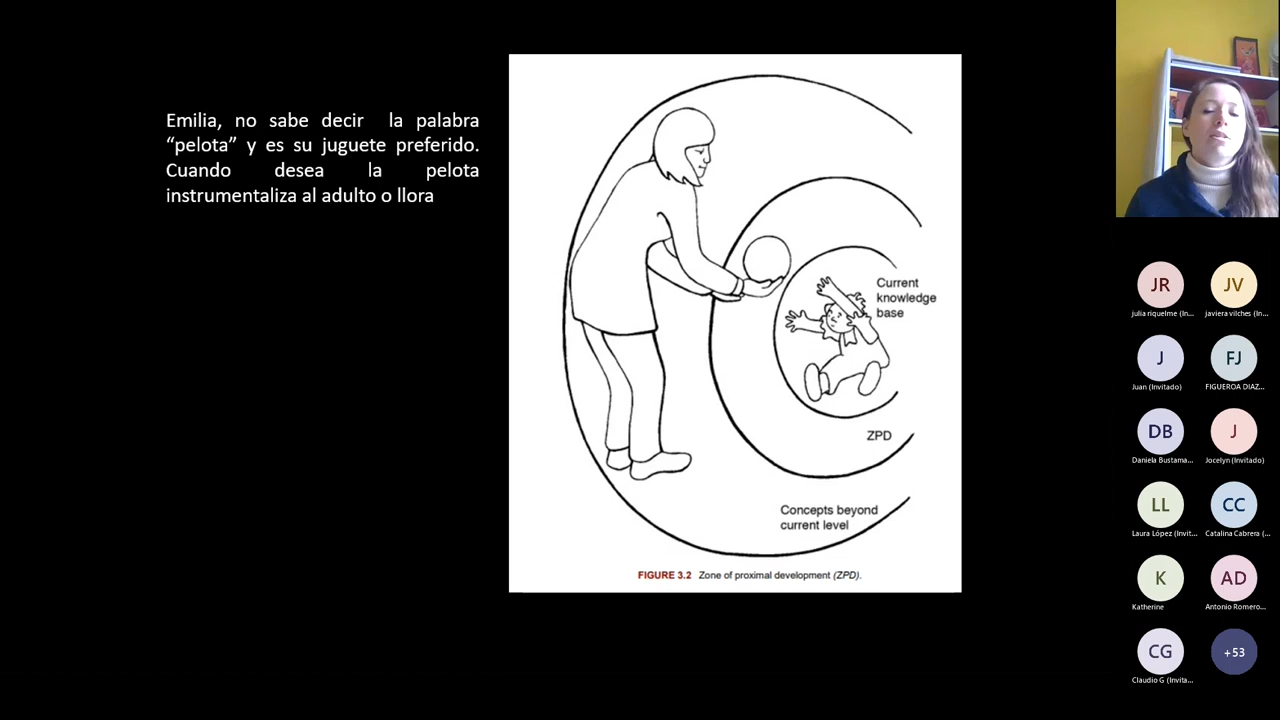 Emilia, no sabe decir la palabra
“pelota” y es su juguete preferido.
Cuando desea la pelota
instrumentaliza al adulto o llora
Current
knowledge
base
ZPD
Concepts beyond
current level
FIGURE 3.2 Zone of proximal development (ZPD).
JR
julia riquelme (In...
JV
javiera vilches (In...
J
Juan (Invitado)
FJ
FIGUEROA DIAZ...
DB
Daniela Bustama...
J
Jocelyn (Invitado)
LL
Laura López (Invit...
CC
Catalina Cabrera (...
K
Katherine
AD
Antonio Romero...
CG
Claudio G (Invita...
+53